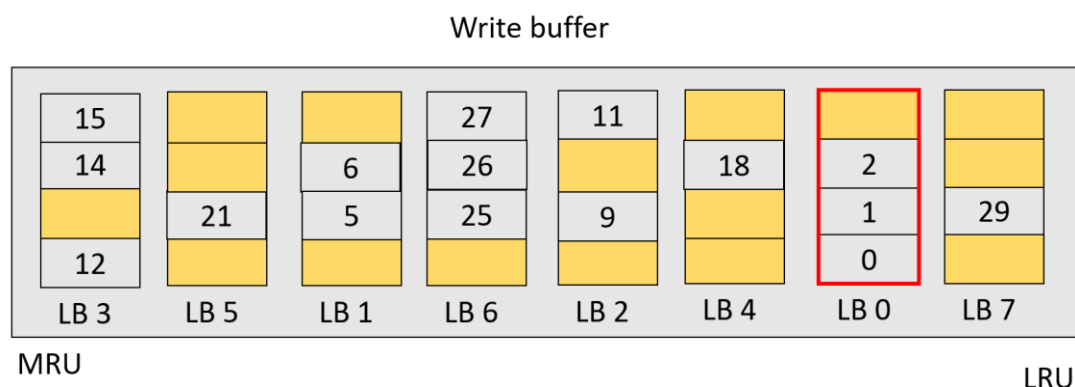 Write buffer
15 27 11
14 6 26 18 2
21 5 25 9 1 29
12 0
LB 3 LB 5 LB 1 LB 6 LB 2 LB 4 LB 0 LB 7
MRU LRU